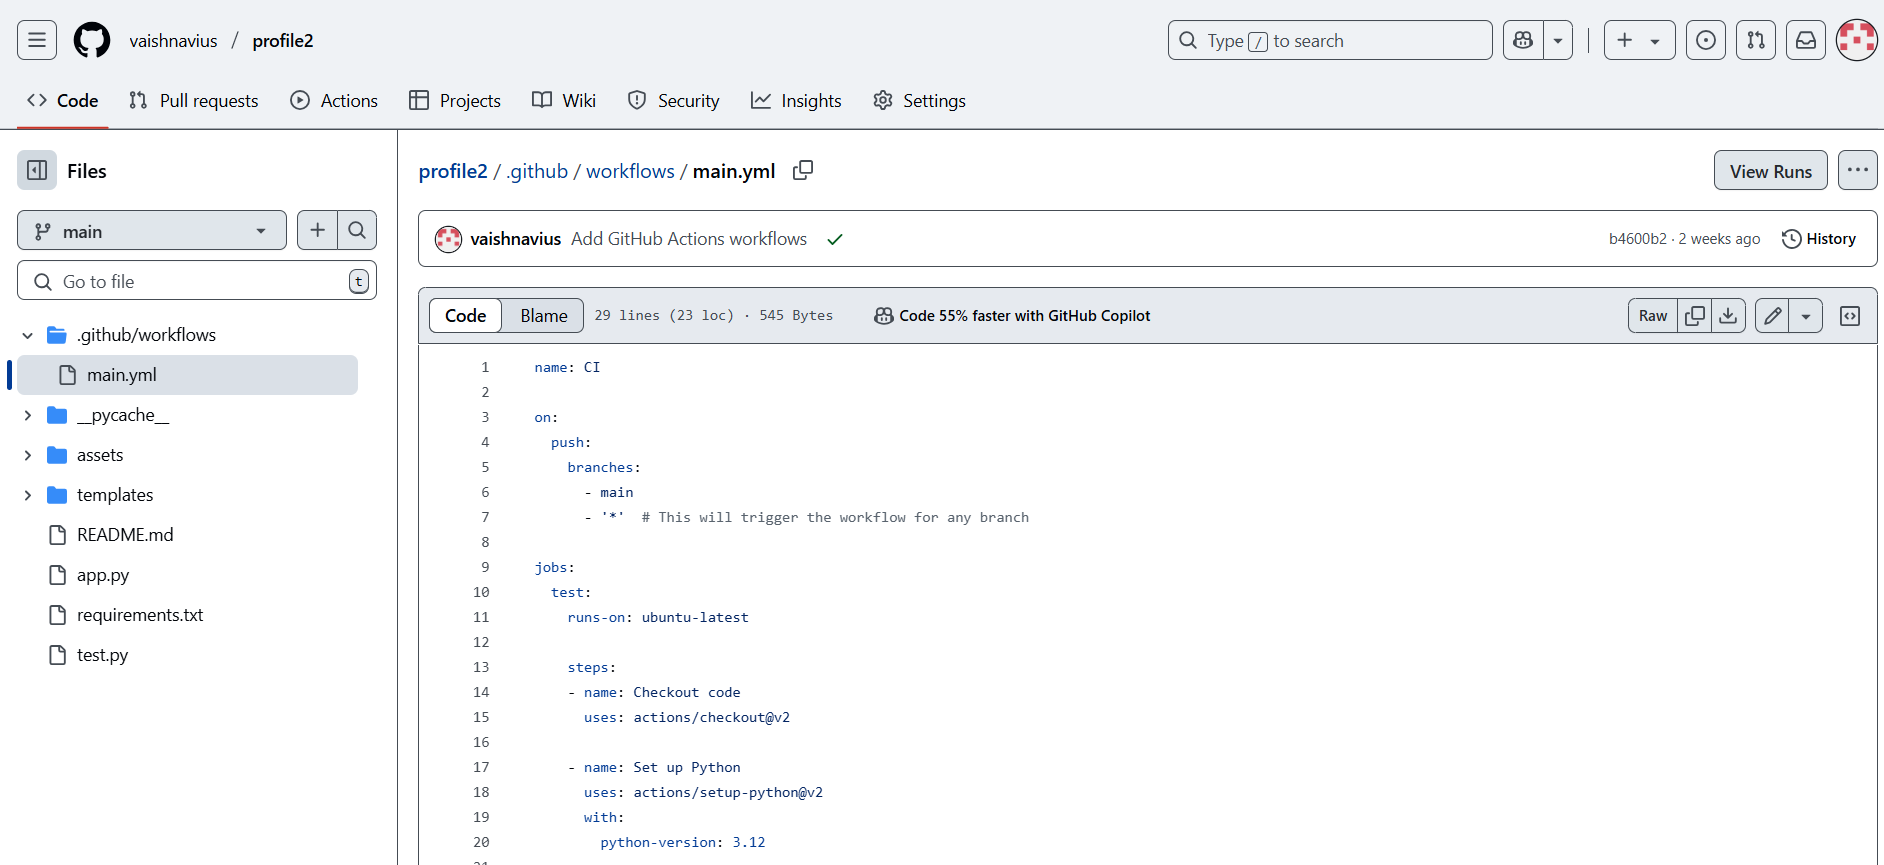 vaishnavius / profile2
Type / to search
Code Pull requests Actions Projects Wiki Security Insights Settings
Files
main
Go to file
t
.github/workflows
main.yml
__pycache__
assets
templates
README.md
app.py
requirements.txt
test.py
profile2 / .github / workflows / main.yml
View Runs
vaishnavius Add GitHub Actions workflows
b4600b2 · 2 weeks ago History
Code Blame 29 lines (23 loc) · 545 Bytes Code 55% faster with GitHub Copilot Raw
1 name: CI
2
3 on:
4 push:
5 branches:
6 - main
7 - '*' # This will trigger the workflow for any branch
8
9 jobs:
10 test:
11 runs-on: ubuntu-latest
12
13 steps:
14 - name: Checkout code
15 uses: actions/checkout@v2
16
17 - name: Set up Python
18 uses: actions/setup-python@v2
19 with:
20 python-version: 3.12